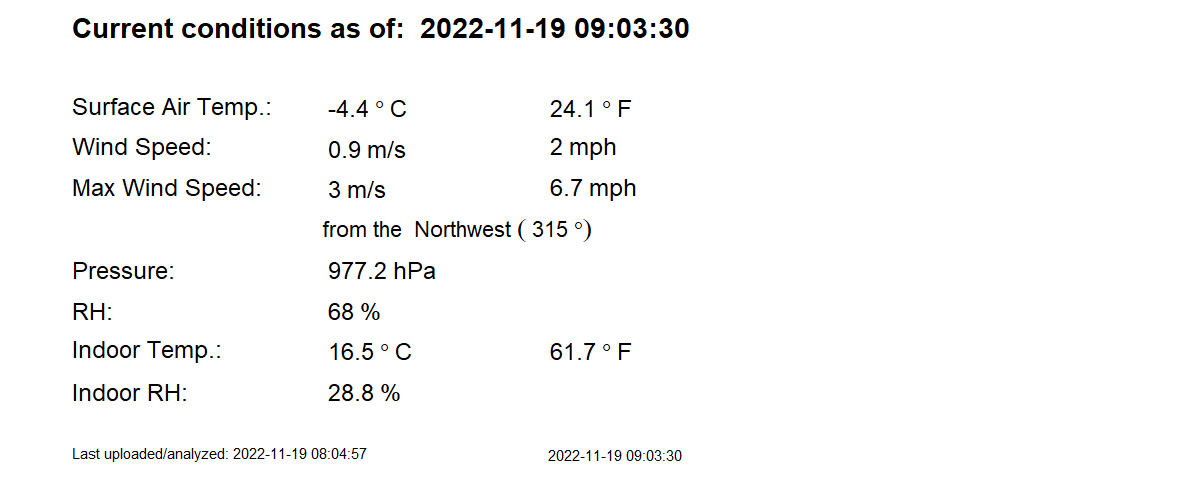 Current conditions as of:  2022-11-19 09:03:30
Surface Air Temp.: -4.4 ° C 24.1 ° F
Wind Speed: 0.9 m/s 2 mph
Max Wind Speed: 3 m/s 6.7 mph
from the  Northwest ( 315 °)
Pressure: 977.2 hPa
RH: 68 %
Indoor Temp.: 16.5 ° C 61.7 ° F
Indoor RH: 28.8 %
Last uploaded/analyzed: 2022-11-19 08:04:57 2022-11-19 09:03:30